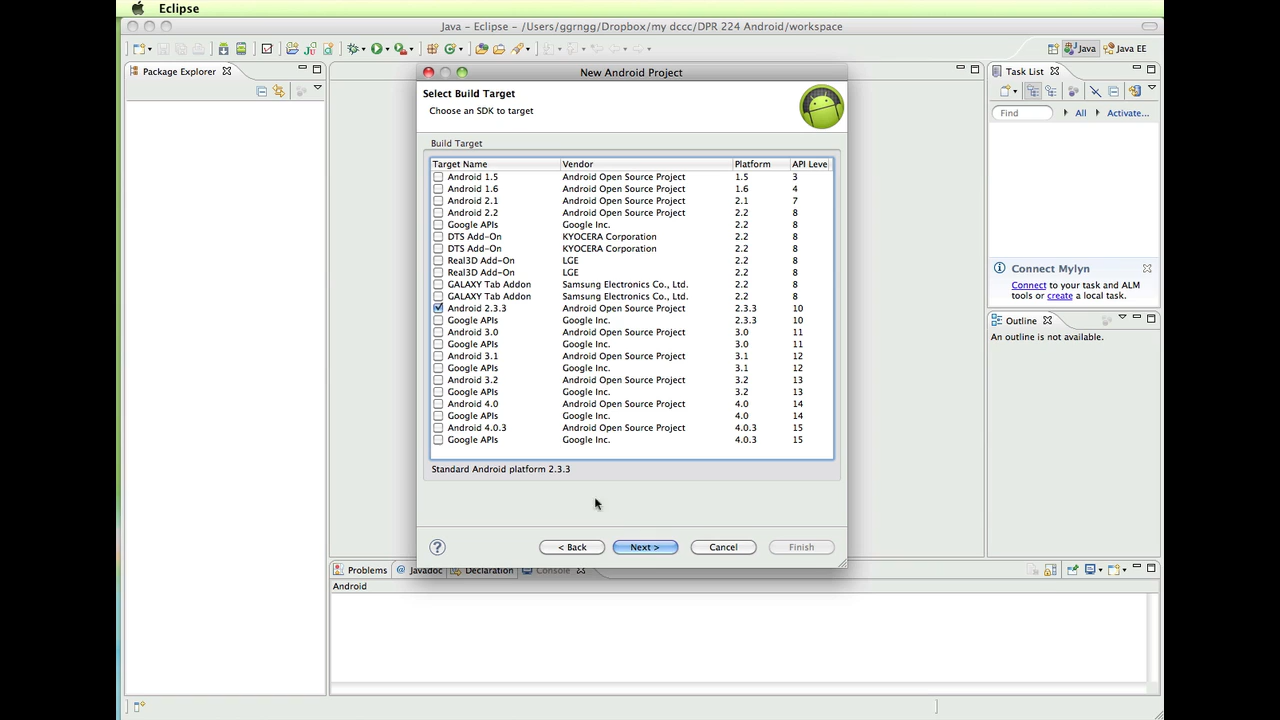 Eclipse
Java - Eclipse - /Users/ggrngg/Dropbox/my dccc/DPR 224 Android/workspace
Java Java EE
Package Explorer
New Android Project
Task List
Select Build Target
Choose an SDK to target
Find All Activate...
Build Target
Target Name Vendor Platform API Leve
Android 1.5 Android Open Source Project 1.5 3
Android 1.6 Android Open Source Project 1.6 4
Android 2.1 Android Open Source Project 2.1 7
Android 2.2 Android Open Source Project 2.2 8
Google APIs Google Inc. 2.2 8
DTS Add-On KYOCERA Corporation 2.2 8
DTS Add-On KYOCERA Corporation 2.2 8
Real3D Add-On LGE 2.2 8
Real3D Add-On LGE 2.2 8
GALAXY Tab Addon Samsung Electronics Co., Ltd. 2.2 8
GALAXY Tab Addon Samsung Electronics Co., Ltd. 2.2 8
Android 2.3.3 Android Open Source Project 2.3.3 10
Google APIs Google Inc. 2.3.3 10
Android 3.0 Android Open Source Project 3.0 11
Google APIs Google Inc. 3.0 11
Android 3.1 Android Open Source Project 3.1 12
Google APIs Google Inc. 3.1 12
Android 3.2 Android Open Source Project 3.2 13
Google APIs Google Inc. 3.2 13
Android 4.0 Android Open Source Project 4.0 14
Google APIs Google Inc. 4.0 14
Android 4.0.3 Android Open Source Project 4.0.3 15
Google APIs Google Inc. 4.0.3 15
Standard Android platform 2.3.3
Connect Mylyn
Connect to your task and ALM
tools or create a local task.
Outline
An outline is not available.
? < Back Next > Cancel Finish
Problems Javadoc Declaration Console
Android